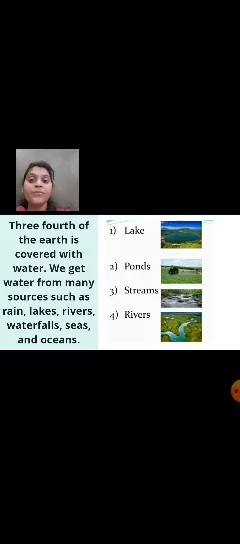 Three fourth of
the earth is
covered with
water. We get
water from many
sources such as
rain, lakes, rivers,
waterfalls, seas,
and oceans.
1) Lake
2) Ponds
3) Streams
4) Rivers